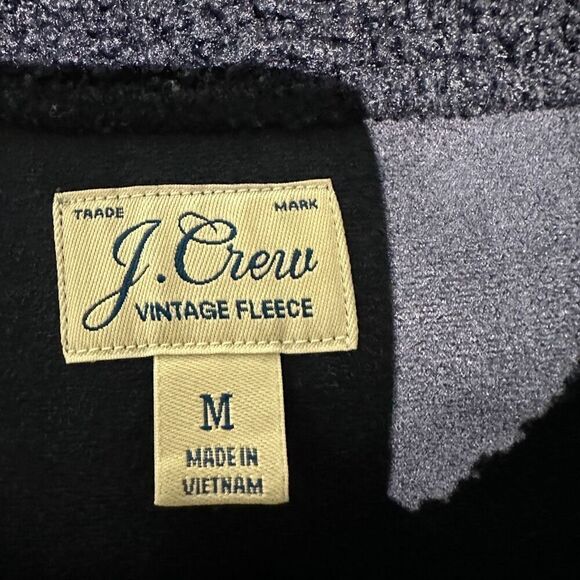 TRADE MARK
J.Crew
VINTAGE FLEECE
M
MADE IN
VIETNAM